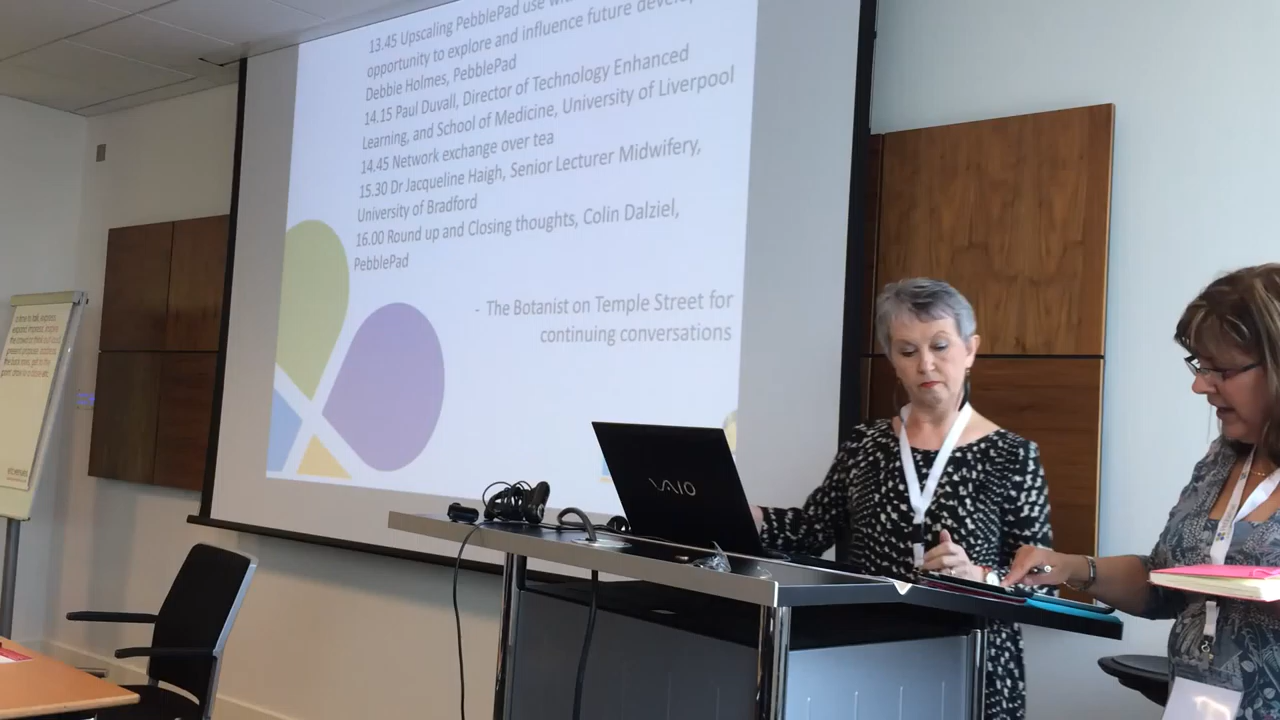 13.45 Upscaling PebblePad use
opportunity to explore and influence future
Debbie Holmes, PebblePad
14.15 Paul Duvall, Director of Technology Enhanced
Learning, and School of Medicine, University of Liverpool
14.45 Network exchange over tea
15.30 Dr Jacqueline Haigh, Senior Lecturer Midwifery,
University of Bradford
16.00 Round up and Closing thoughts, Colin Dalziel,
PebblePad
- The Botanist on Temple Street for
continuing conversations
VAIO